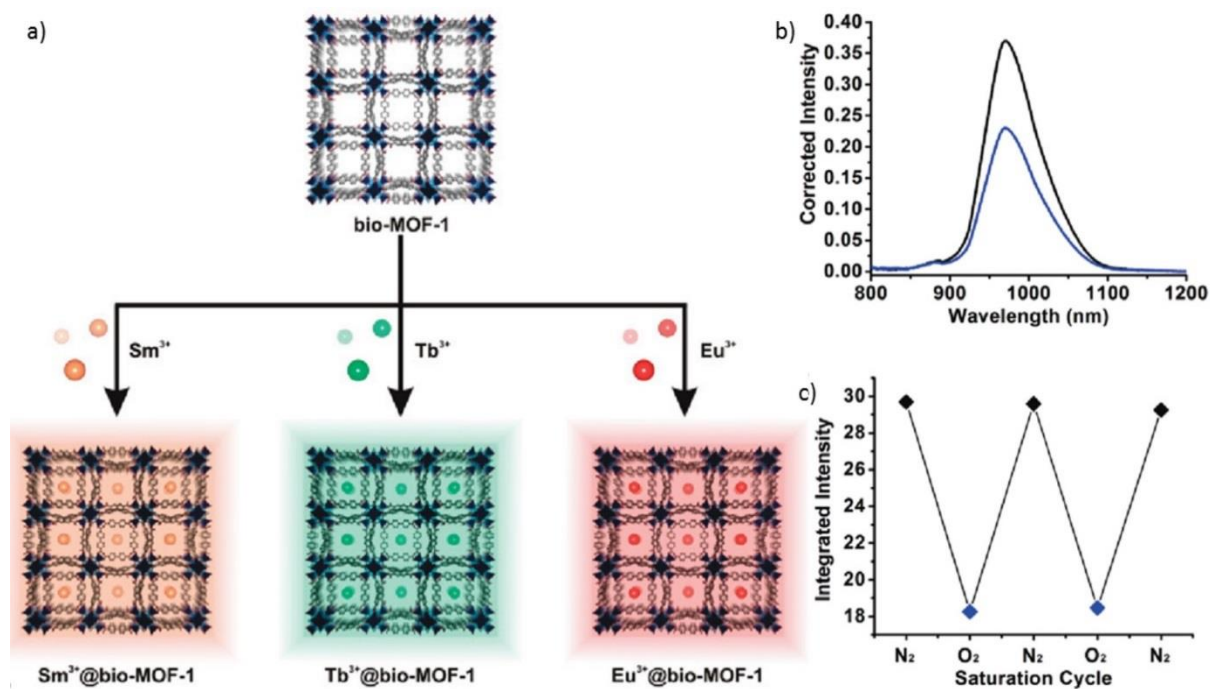 a)
bio-MOF-1
Sm³⁺
Tb³⁺
Eu³⁺
Sm³⁺@bio-MOF-1
Tb³⁺@bio-MOF-1
Eu³⁺@bio-MOF-1
b)
Corrected Intensity
0.40
0.35
0.30
0.25
0.20
0.15
0.10
0.05
0.00
800 900 1000 1100 1200
Wavelength (nm)
c)
Integrated Intensity
30
28
26
24
22
20
18
N₂ O₂ N₂ O₂ N₂
Saturation Cycle